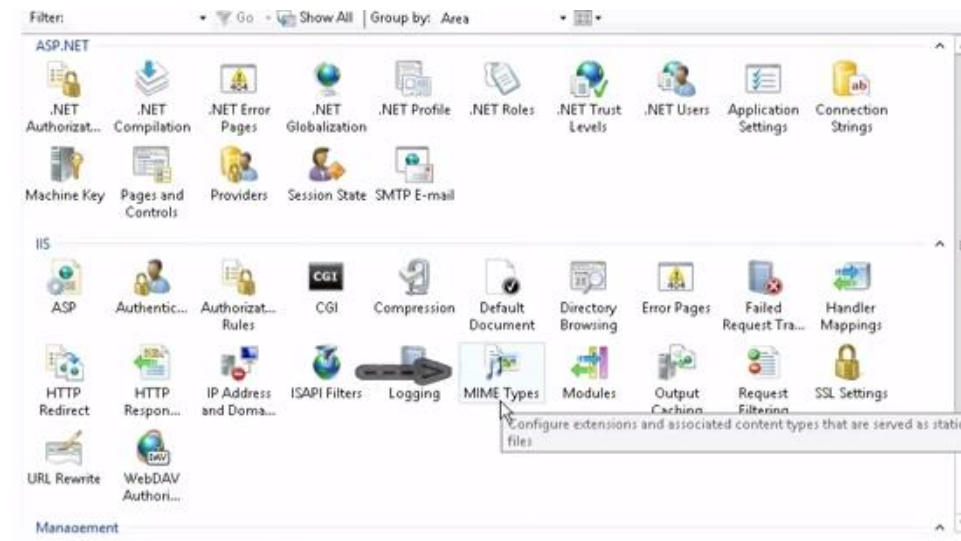 Filter:
Go
Show All
Group by: Area
ASP.NET
.NET Authorizat...
.NET Compilation
.NET Error Pages
.NET Globalization
.NET Profile
.NET Roles
.NET Trust Levels
.NET Users
Application Settings
Connection Strings
404
ab
Machine Key
Pages and Controls
Providers
Session State
SMTP E-mail
IIS
CGI
404
ASP
Authentic...
Authorizat... Rules
CGI
Compression
Default Document
Directory Browsing
Error Pages
Failed Request Tra...
Handler Mappings
HTTP Redirect
HTTP Respon...
IP Address and Doma...
ISAPI Filters
Logging
MIME Types
Modules
Output Caching
Request Filtering
SSL Settings
Configure extensions and associated content types that are served as static
files
DAV
URL Rewrite
WebDAV Authori...
Management